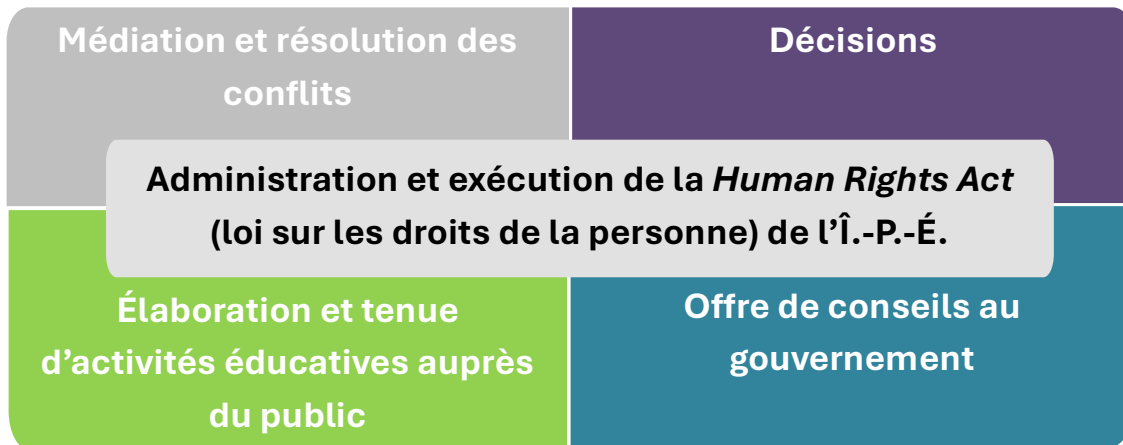 Médiation et résolution des
conflits
Décisions
Administration et exécution de la Human Rights Act
(loi sur les droits de la personne) de l’Î.-P.-É.
Élaboration et tenue
d’activités éducatives auprès
du public
Offre de conseils au
gouvernement